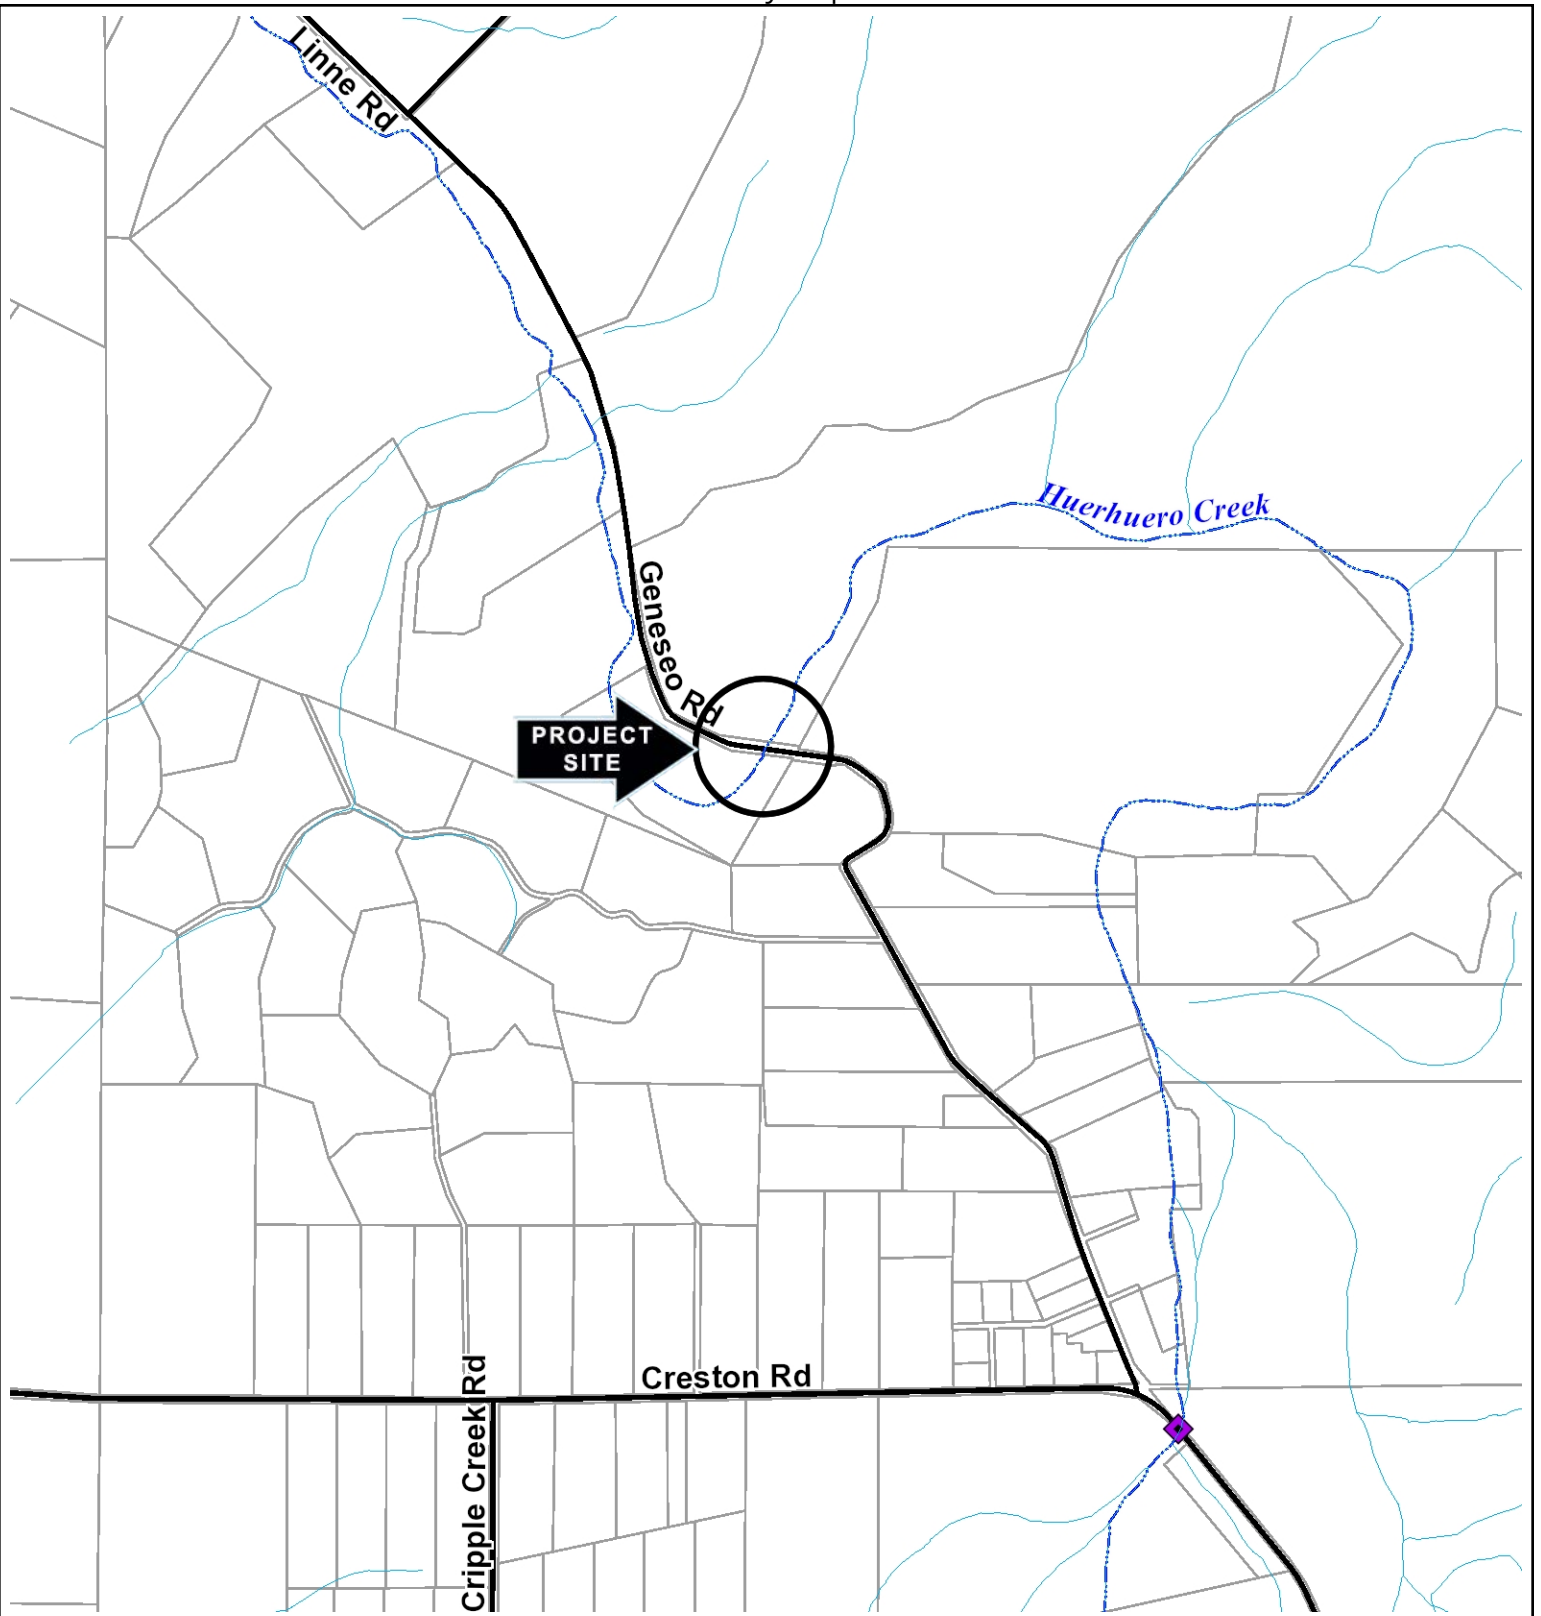 Linne Rd
Huerhuero Creek
Geneseo Rd
PROJECT
SITE
Creston Rd
Cripple Creek Rd